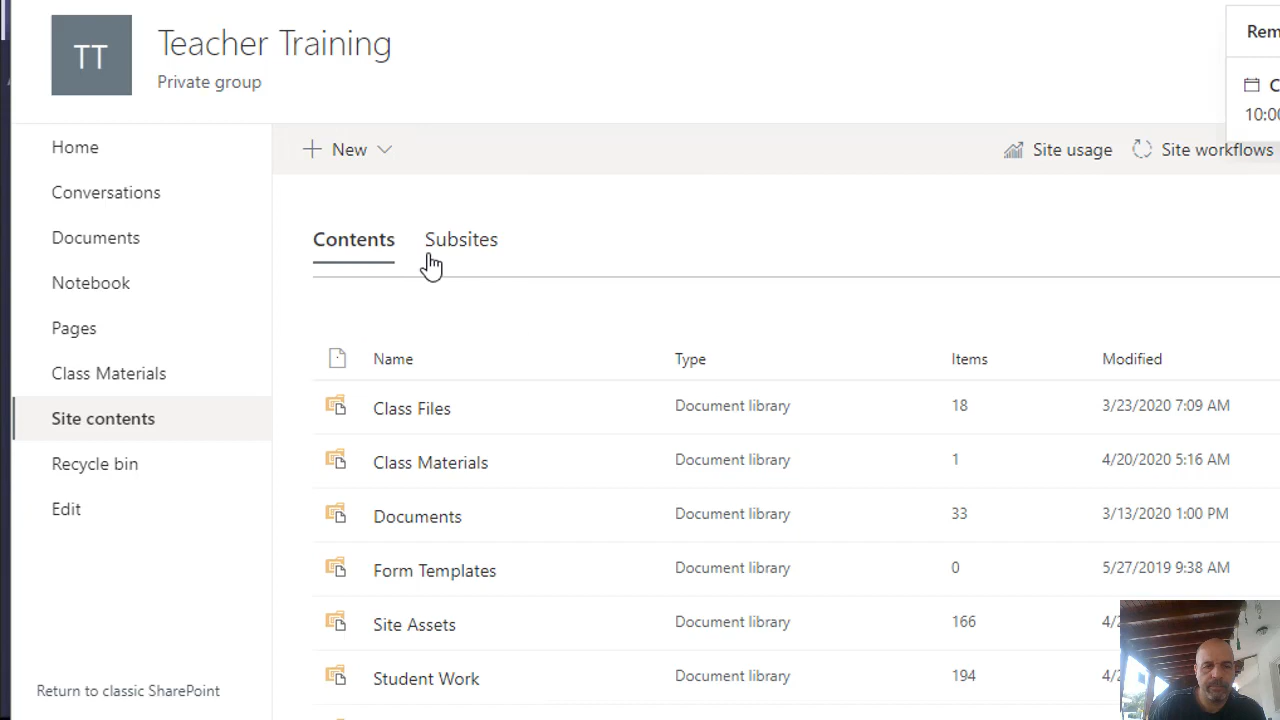 TT
Teacher Training
Private group
Rem
10:00
Home
Conversations
Documents
Notebook
Pages
Class Materials
Site contents
Recycle bin
Edit
Return to classic SharePoint
New
Site usage
Site workflows
Contents
Subsites
Name Type Items Modified
Class Files Document library 18 3/23/2020 7:09 AM
Class Materials Document library 1 4/20/2020 5:16 AM
Documents Document library 33 3/13/2020 1:00 PM
Form Templates Document library 0 5/27/2019 9:38 AM
Site Assets Document library 166 4/2
Student Work Document library 194 4/2